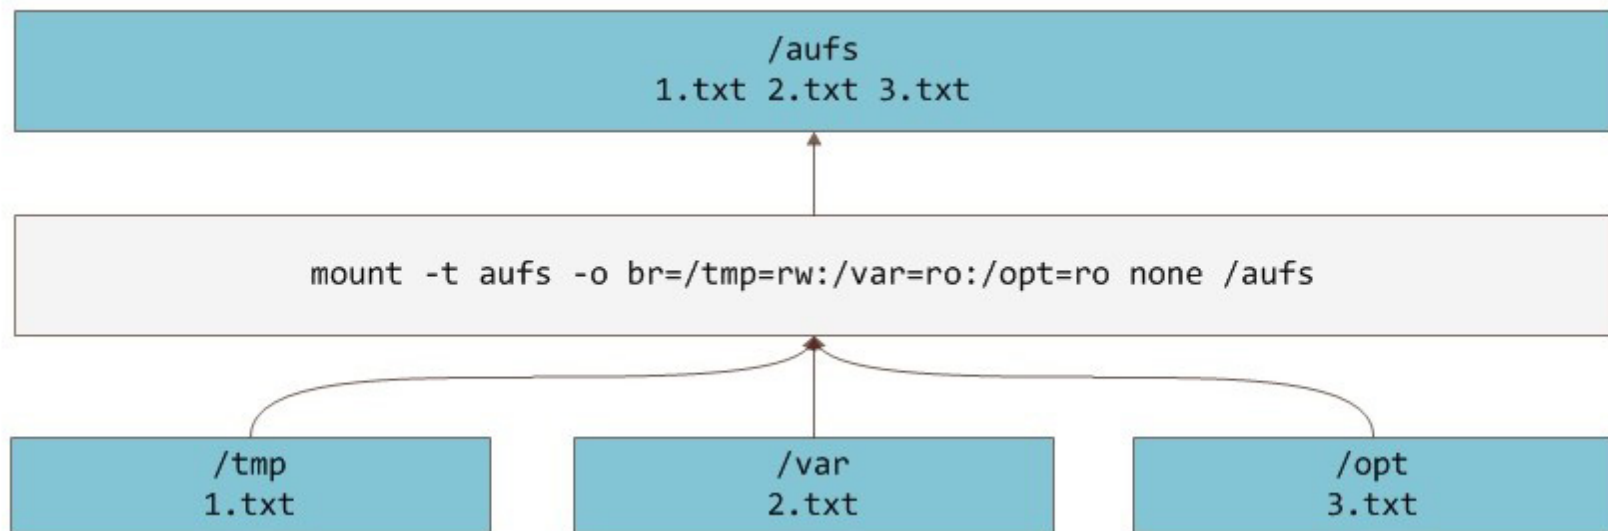 /aufs
1.txt 2.txt 3.txt
mount -t aufs -o br=/tmp=rw:/var=ro:/opt=ro none /aufs
/tmp
1.txt
/var
2.txt
/opt
3.txt